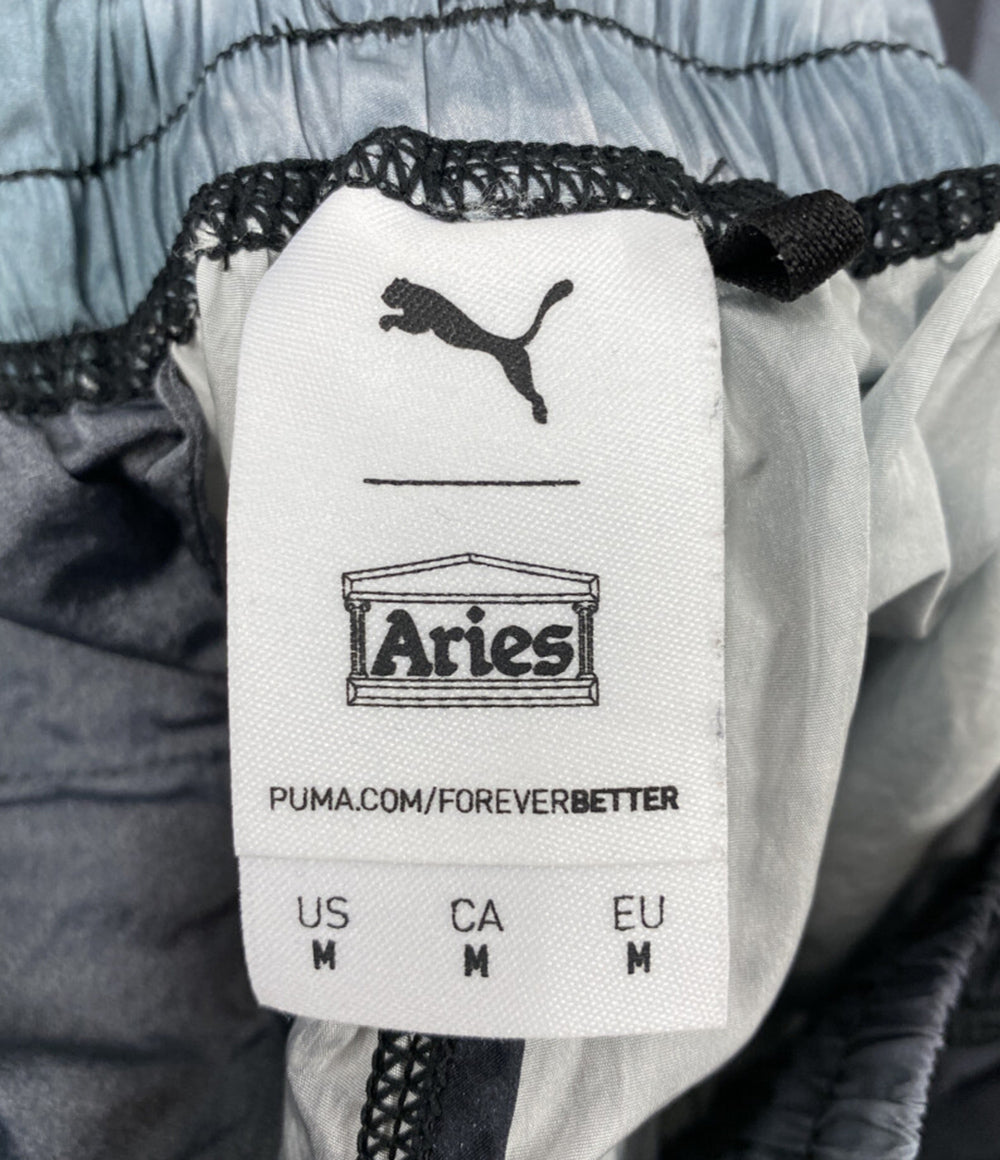 Aries
PUMA.COM/FOREVERBETTER
US CA EU
M M M